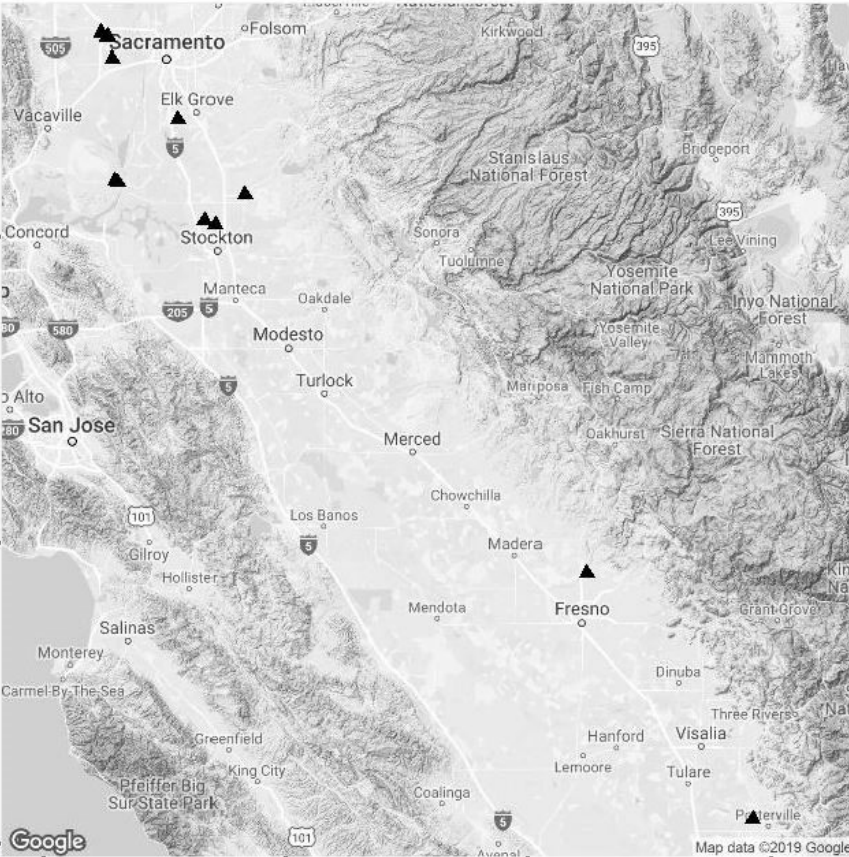 Folsom
Kirkwood
505
Sacramento
395
Elk Grove
Vacaville
5
Bridgeport
Stanislaus
National Forest
395
Concord
Stockton
Sonora
Lee Vining
Tuolumne
Yosemite
National Park
Manteca
Oakdale
Inyo National
Forest
205
5
80
580
Modesto
Yosemite
Valley
Mammoth
Lakes
5
Turlock
Mariposa
Fish Camp
o Alto
280
San Jose
Merced
Oakhurst
Sierra National
Forest
Chowchilla
101
Los Banos
5
Madera
Gilroy
Hollister
Mendota
Fresno
Grant Grove
Salinas
Monterey
Dinuba
Carmel-By-The-Sea
Three Rivers
Greenfield
Hanford
Visalia
King City
Lemoore
Tulare
Pfeiffer Big
Sur State Park
Coalinga
Porterville
5
101
Google
Avenal
Map data ©2019 Google